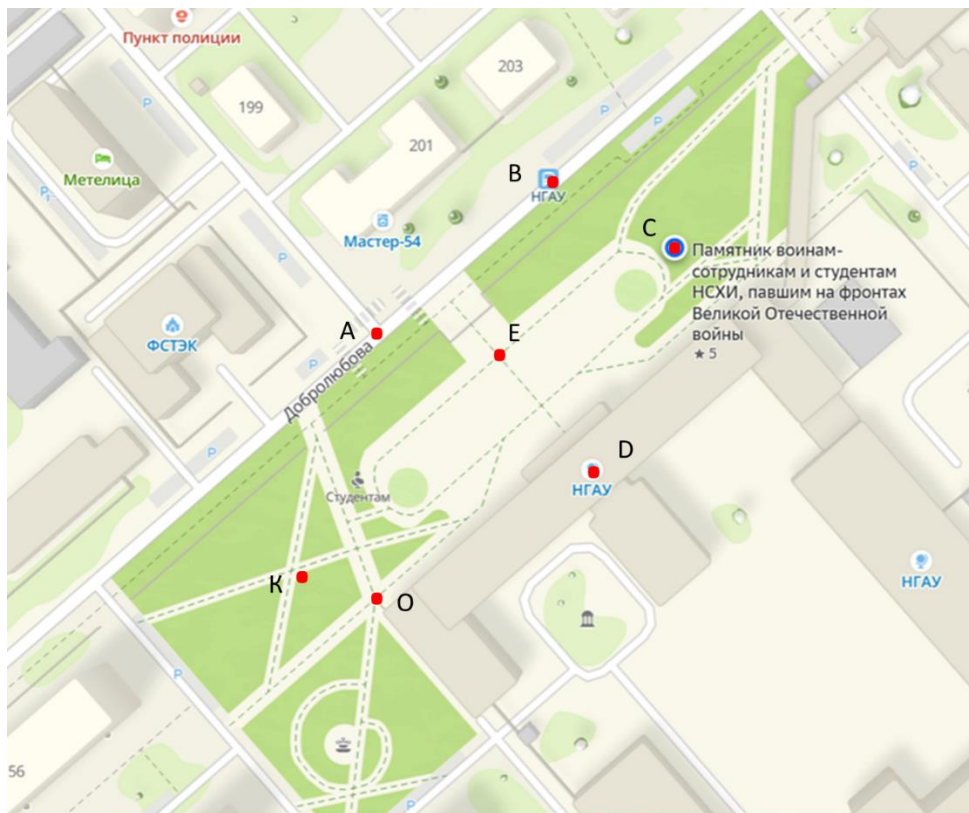 Пункт полиции
P
203
199
P
P
201
B
Метелица
P
НГАУ
P
P
C
Мастер-54
Памятник воинам-
сотрудникам и студентам
НСХИ, павшим на фронтах
Великой Отечественной
войны
★ 5
A
E
ФСТЭК
P
Добролюбова
D
P
Студентам
НГАУ
К
O
НГАУ
P
P
56
P